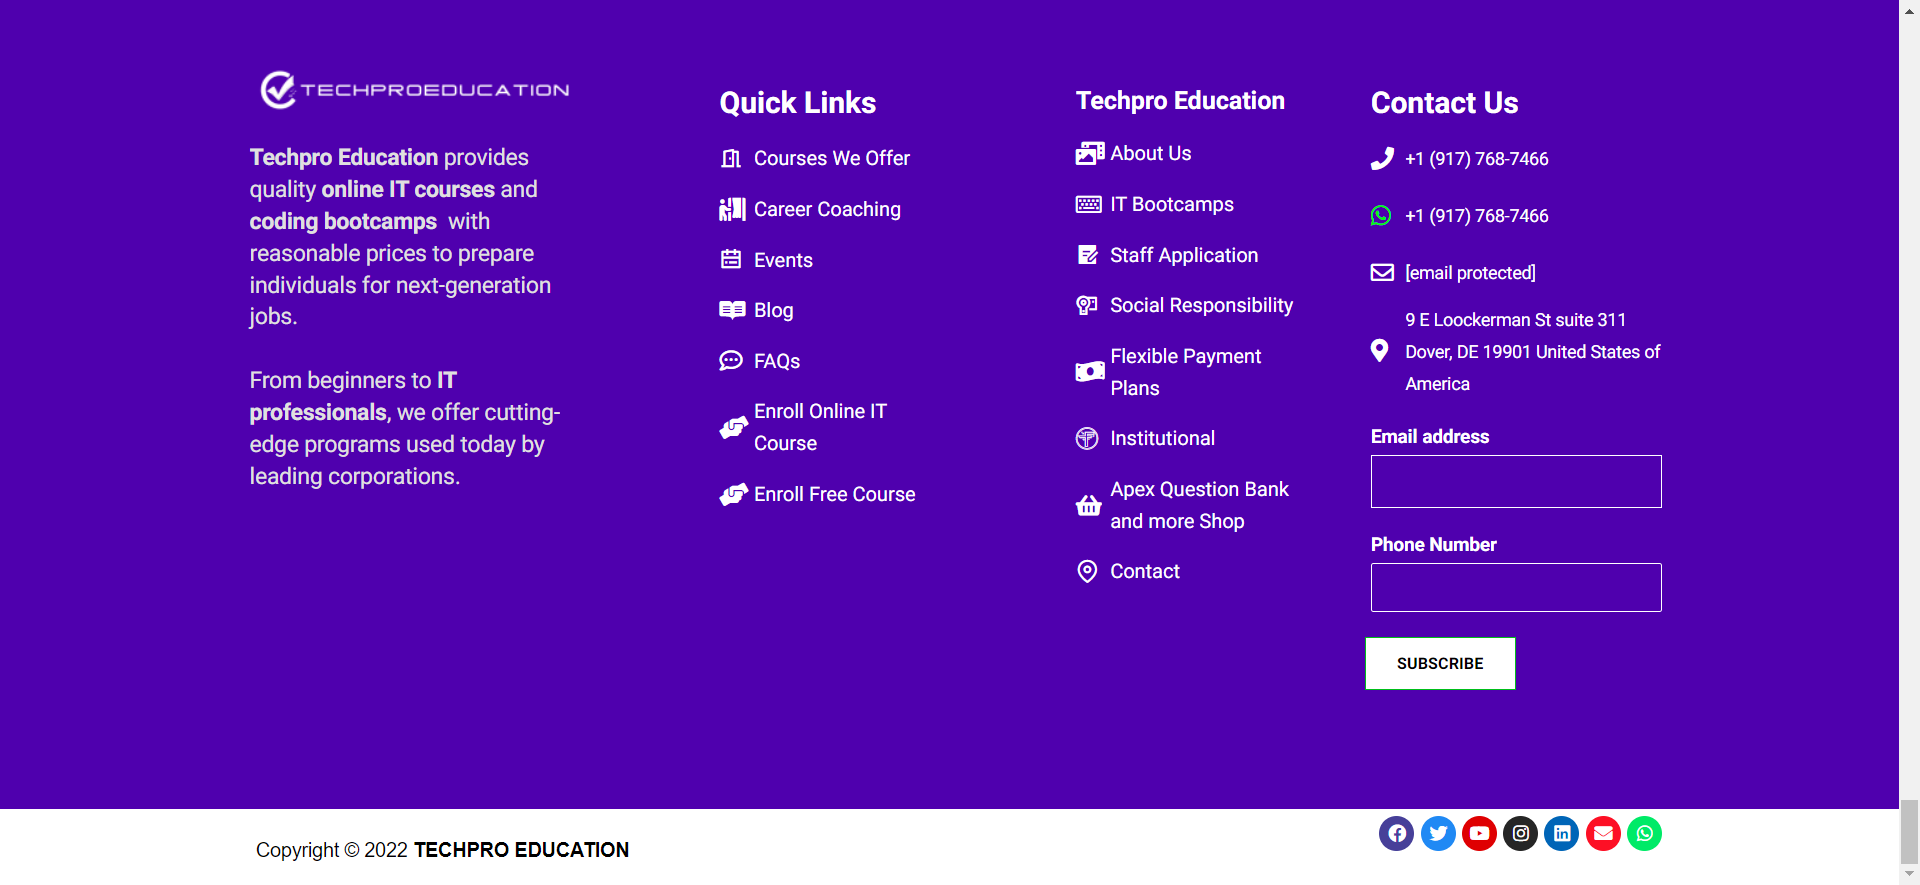 TECHPROEDUCATION
Techpro Education provides
quality online IT courses and
coding bootcamps with
reasonable prices to prepare
individuals for next-generation
jobs.
From beginners to IT
professionals, we offer cutting-
edge programs used today by
leading corporations.
Quick Links
Courses We Offer
Career Coaching
Events
Blog
FAQs
Enroll Online IT
Course
Enroll Free Course
Techpro Education
About Us
IT Bootcamps
Staff Application
Social Responsibility
Flexible Payment
Plans
Institutional
Apex Question Bank
and more Shop
Contact
Contact Us
+1 (917) 768-7466
+1 (917) 768-7466
[email protected]
9 E Loockerman St suite 311
Dover, DE 19901 United States of
America
Email address
Phone Number
SUBSCRIBE
Copyright © 2022 TECHPRO EDUCATION